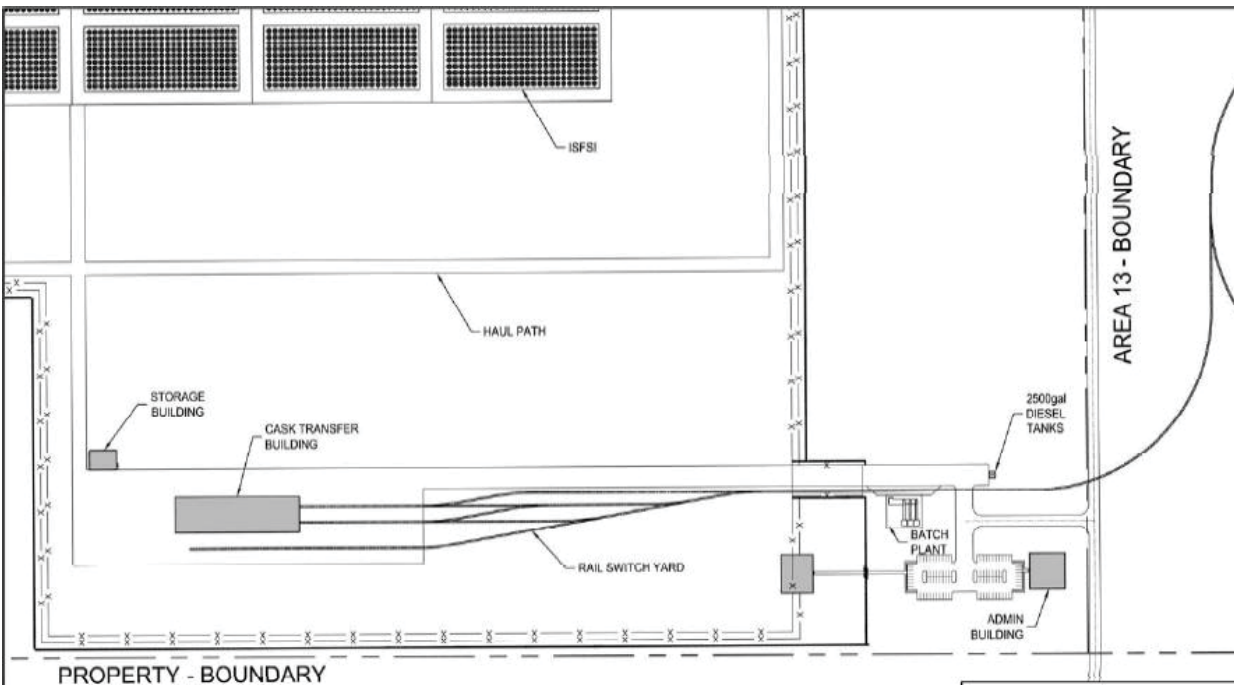 ISFSI
AREA 13 - BOUNDARY
HAUL PATH
STORAGE
BUILDING
CASK TRANSFER
BUILDING
2500gal
DIESEL
TANKS
BATCH
PLANT
RAIL SWITCH YARD
ADMIN
BUILDING
PROPERTY - BOUNDARY